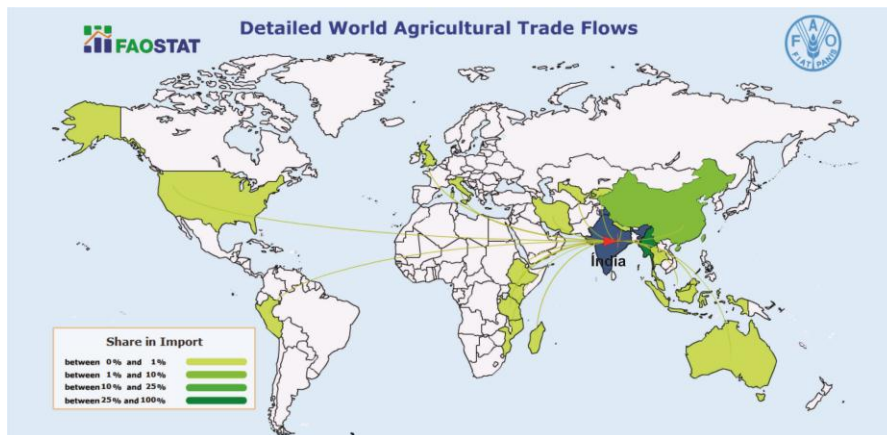 FAOSTAT
Detailed World Agricultural Trade Flows
F A O
FIAT PANIS
Índia
Share in Import
between 0% and 1%
between 1% and 10%
between 10% and 25%
between 25% and 100%